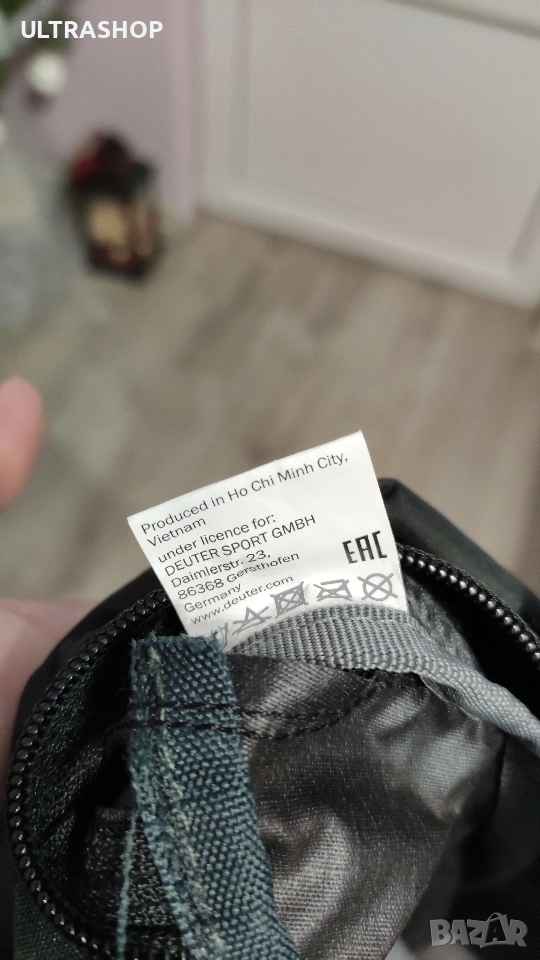 ULTRASHOP
Produced in Ho Chi Minh City,
Vietnam
under licence for:
DEUTER SPORT GMBH
Daimlerstr. 23,
86368 Gersthofen
Germany
www.deuter.com
EAC
BAZAR